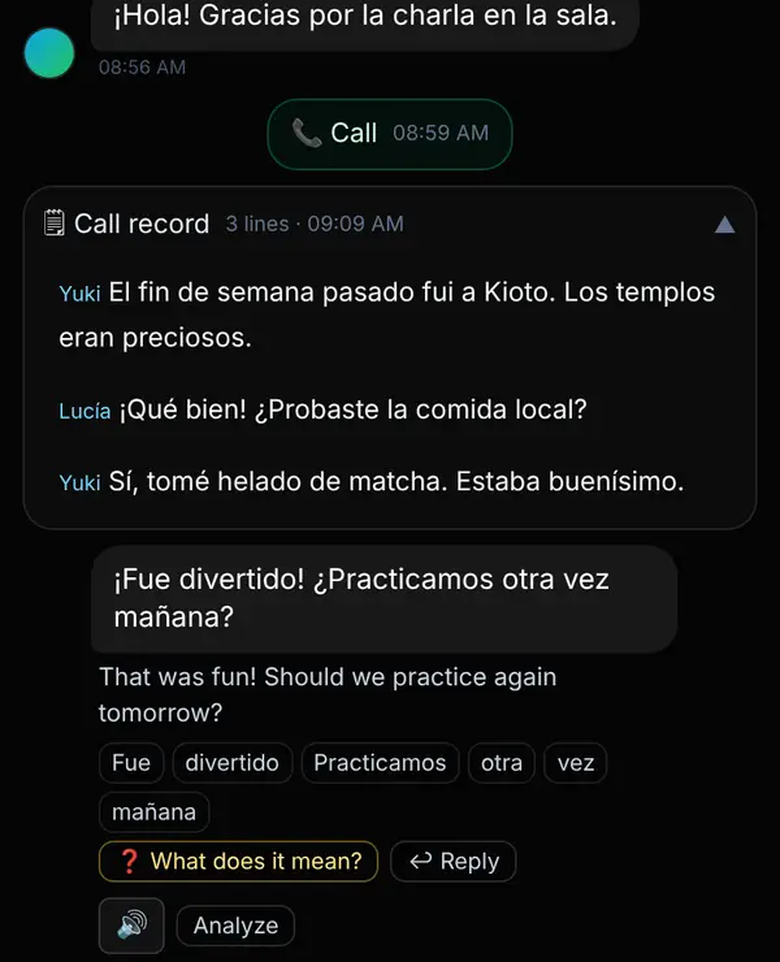 ¡Hola! Gracias por la charla en la sala.
08:56 AM
Call 08:59 AM
Call record 3 lines · 09:09 AM
Yuki El fin de semana pasado fui a Kioto. Los templos
eran preciosos.
Lucía ¡Qué bien! ¿Probaste la comida local?
Yuki Sí, tomé helado de matcha. Estaba buenísimo.
¡Fue divertido! ¿Practicamos otra vez
mañana?
That was fun! Should we practice again
tomorrow?
Fue divertido Practicamos otra vez
mañana
❓ What does it mean? ↩ Reply
Analyze